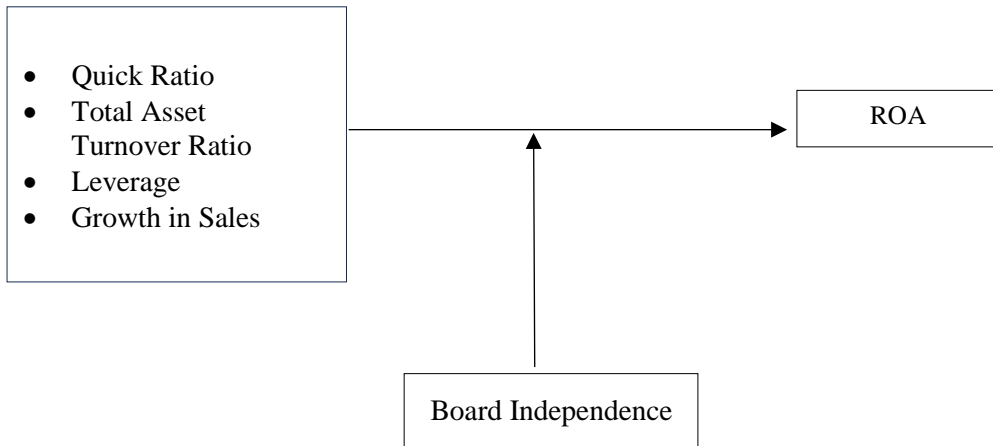 • Quick Ratio
• Total Asset
Turnover Ratio
• Leverage
• Growth in Sales
ROA
Board Independence